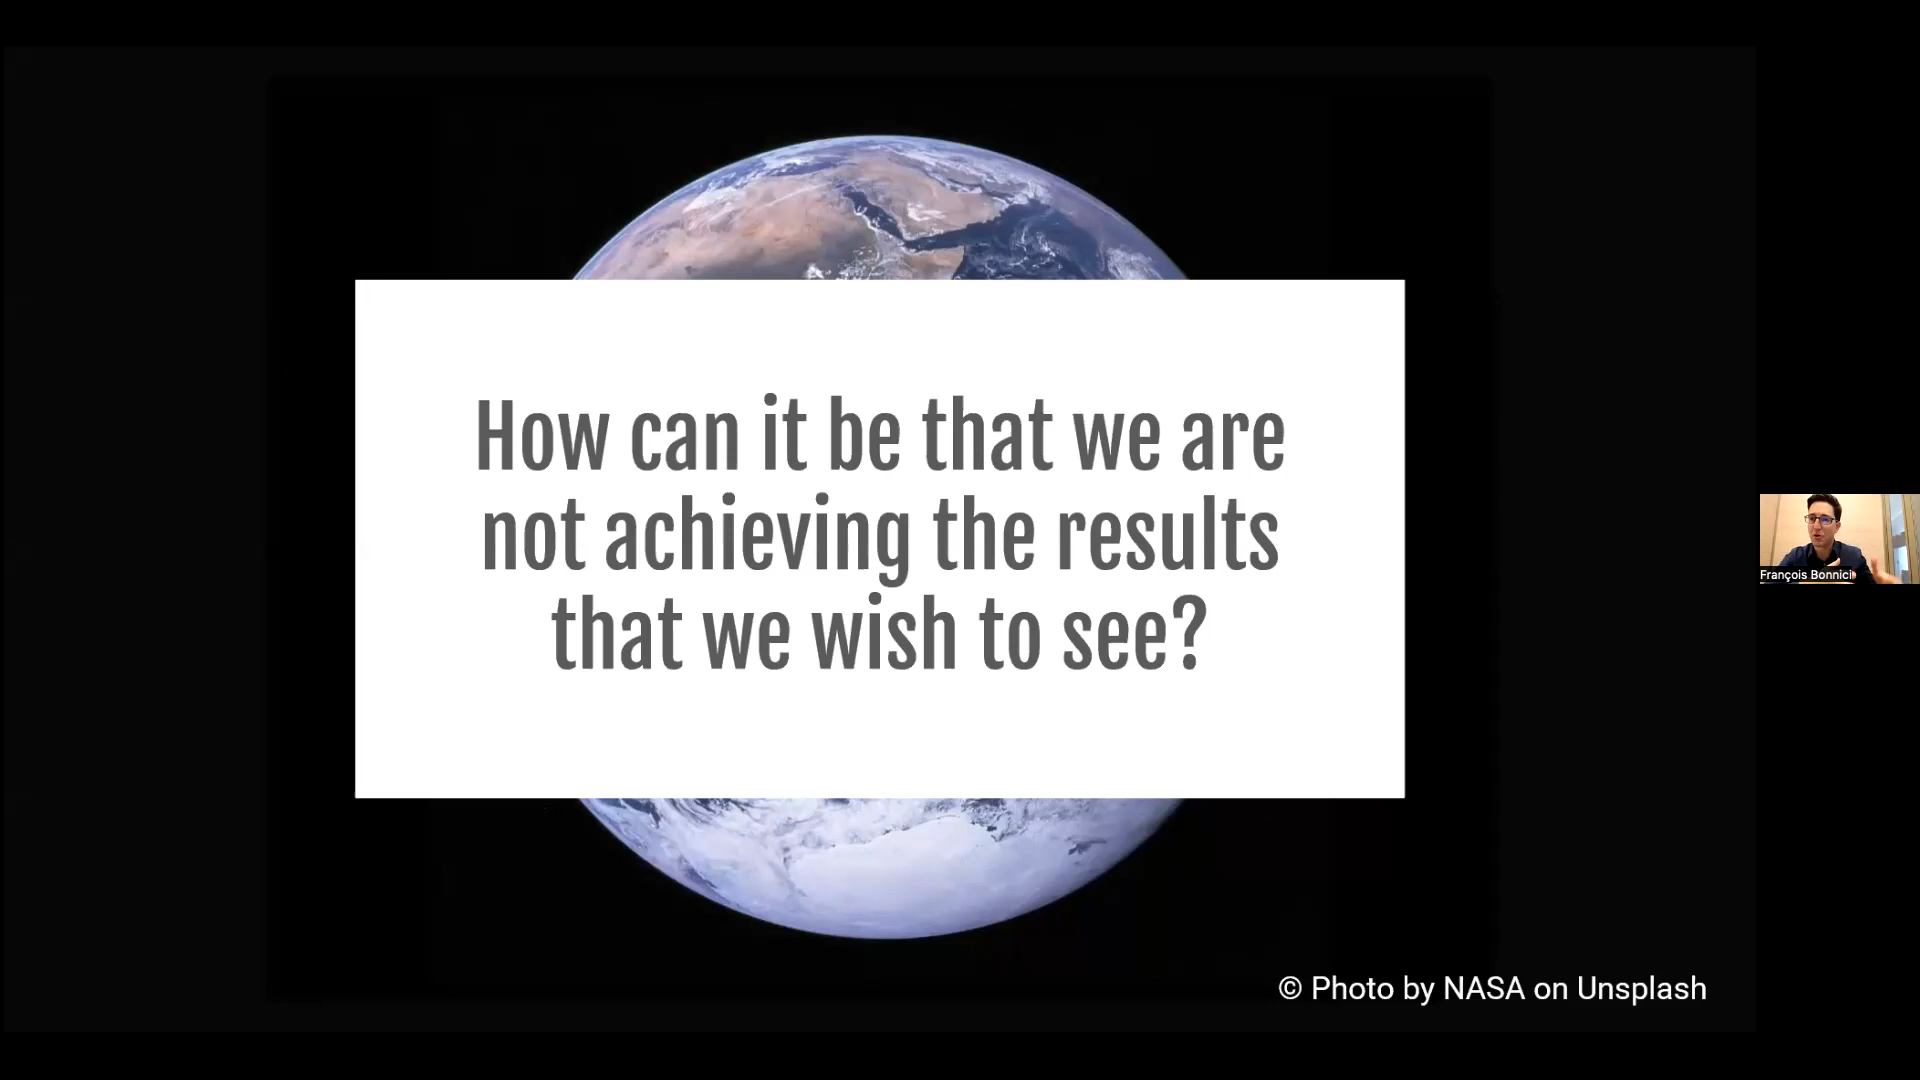 How can it be that we are
not achieving the results
that we wish to see?
François Bonnici
© Photo by NASA on Unsplash